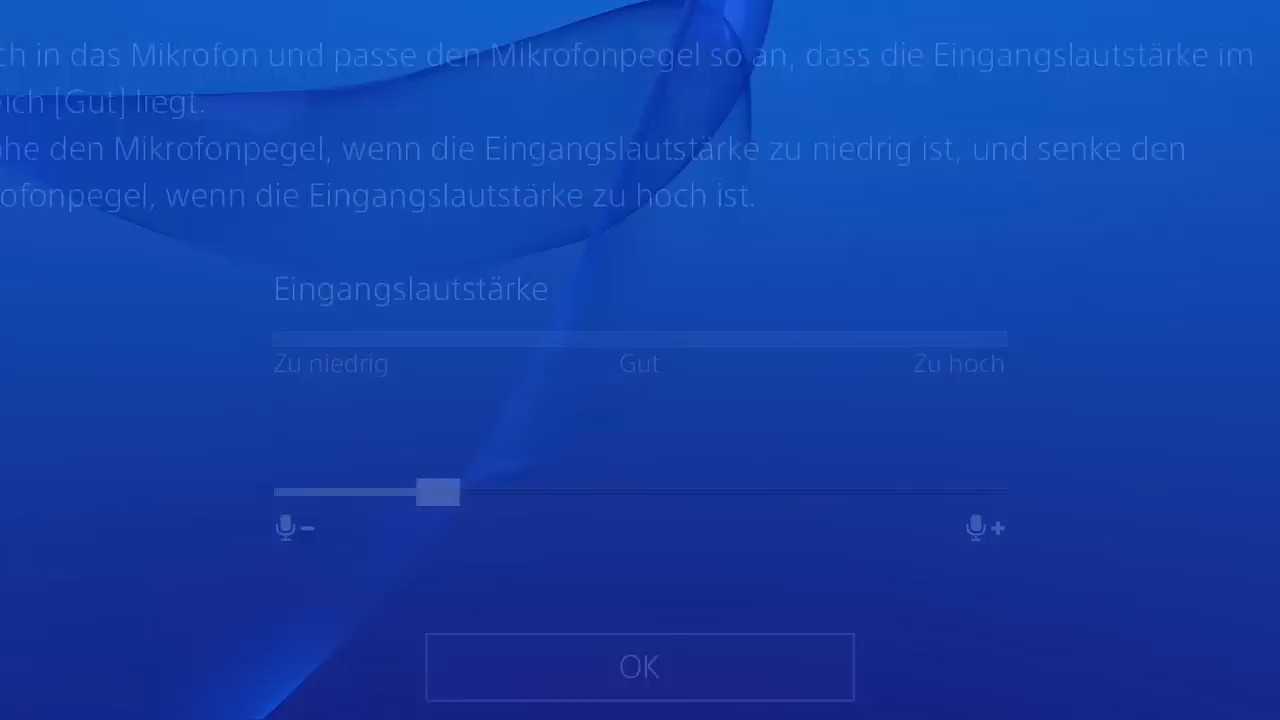 ch in das Mikrofon und passe den Mikrofonpegel so an, dass die Eingangslautstärke im
ich [Gut] liegt.
he den Mikrofonpegel, wenn die Eingangslautstärke zu niedrig ist, und senke den
ofonpegel, wenn die Eingangslautstärke zu hoch ist.
Eingangslautstärke
Zu niedrig Gut Zu hoch
OK